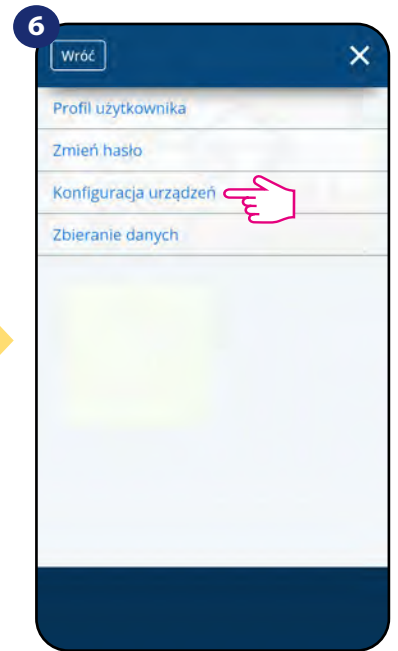 6
Wróć
Profil użytkownika
Zmień hasło
Konfiguracja urządzeń
Zbieranie danych